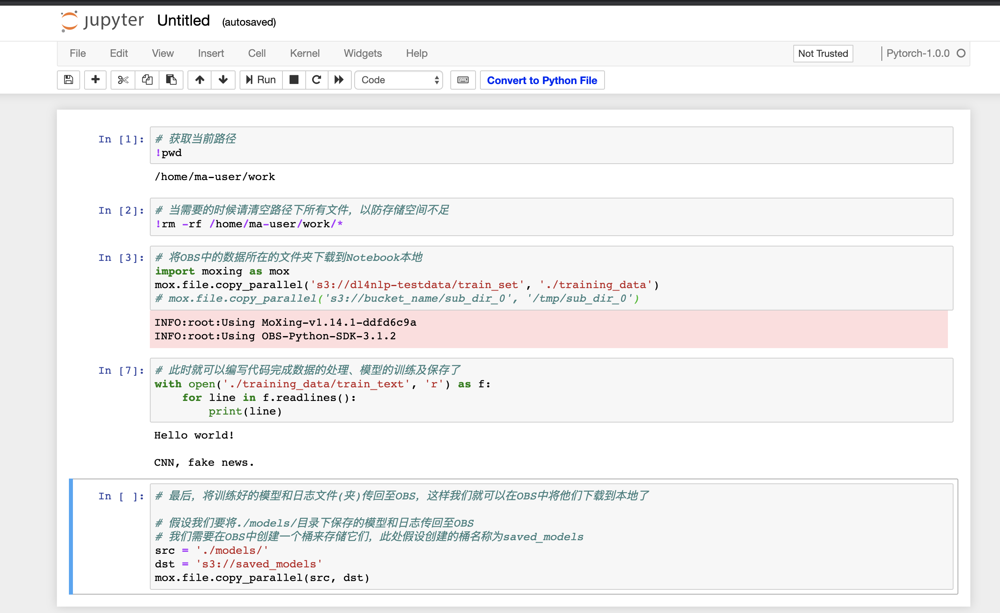 jupyter Untitled (autosaved)
File Edit View Insert Cell Kernel Widgets Help Not Trusted Pytorch-1.0.0
Run Code Convert to Python File
In [1]: # 获取当前路径
!pwd
/home/ma-user/work
In [2]: # 当需要的时候请清空路径下所有文件，以防存储空间不足
!rm -rf /home/ma-user/work/*
In [3]: # 将OBS中的数据所在的文件夹下载到Notebook本地
import moxing as mox
mox.file.copy_parallel('s3://dl4nlp-testdata/train_set', './training_data')
# mox.file.copy_parallel('s3://bucket_name/sub_dir_0', '/tmp/sub_dir_0')
INFO:root:Using MoXing-v1.14.1-ddfd6c9a
INFO:root:Using OBS-Python-SDK-3.1.2
In [7]: # 此时就可以编写代码完成数据的处理、模型的训练及保存了
with open('./training_data/train_text', 'r') as f:
    for line in f.readlines():
        print(line)
Hello world!
CNN, fake news.
In [ ]: # 最后，将训练好的模型和日志文件(夹)传回至OBS，这样我们就可以在OBS中将他们下载到本地了
# 假设我们要将./models/目录下保存的模型和日志传回至OBS
# 我们需要在OBS中创建一个桶来存储它们，此处假设创建的桶名称为saved_models
src = './models/'
dst = 's3://saved_models'
mox.file.copy_parallel(src, dst)